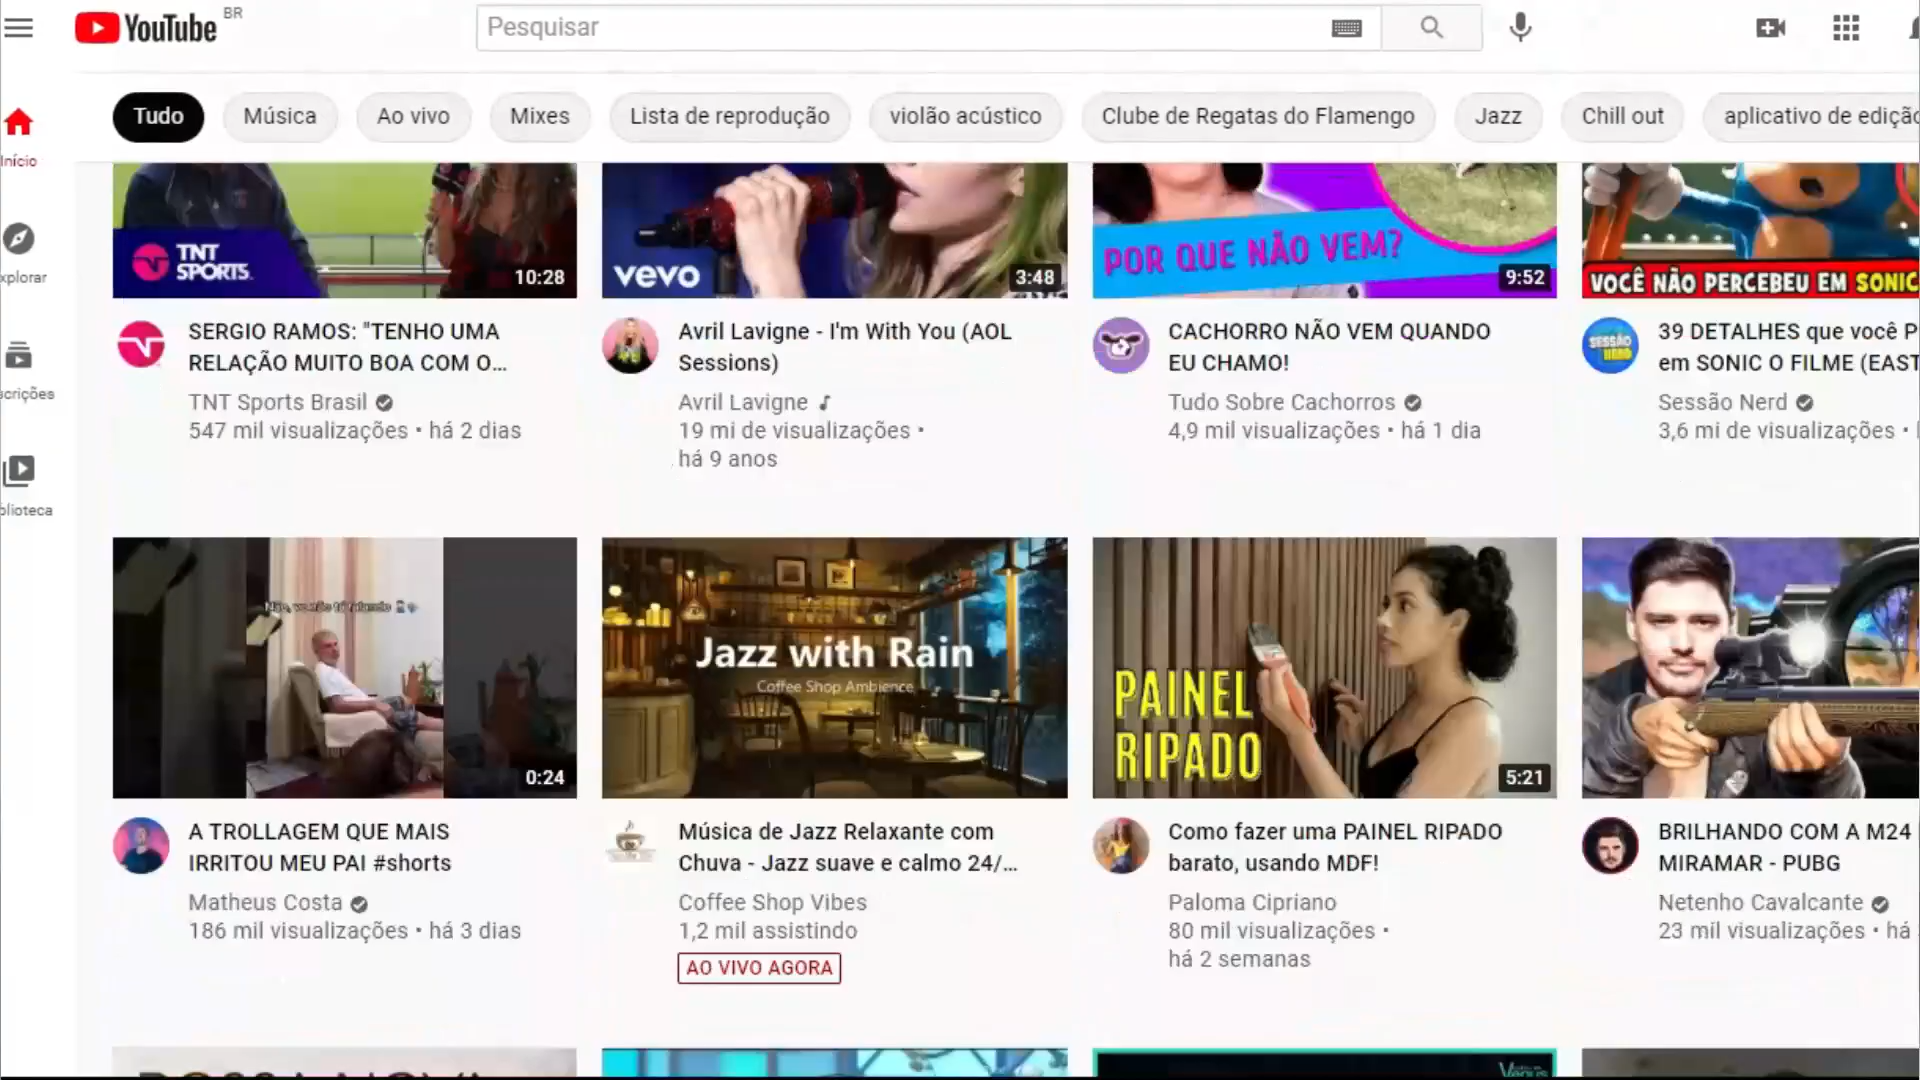 YouTube BR
Pesquisar
Tudo
Música
Ao vivo
Mixes
Lista de reprodução
violão acústico
Clube de Regatas do Flamengo
Jazz
Chill out
aplicativo de edição
Início
xplorar
scrições
blioteca
TNT
SPORTS
10:28
vevo
3:48
POR QUE NÃO VEM?
9:52
VOCÊ NÃO PERCEBEU EM SONIC
SERGIO RAMOS: "TENHO UMA
RELAÇÃO MUITO BOA COM O...
TNT Sports Brasil
547 mil visualizações • há 2 dias
Avril Lavigne - I'm With You (AOL
Sessions)
Avril Lavigne
19 mi de visualizações •
há 9 anos
CACHORRO NÃO VEM QUANDO
EU CHAMO!
Tudo Sobre Cachorros
4,9 mil visualizações • há 1 dia
SESSÃO
NERD
39 DETALHES que você P
em SONIC O FILME (EAST
Sessão Nerd
3,6 mi de visualizações •
0:24
Jazz with Rain
Coffee Shop Ambience
PAINEL
RIPADO
5:21
A TROLLAGEM QUE MAIS
IRRITOU MEU PAI #shorts
Matheus Costa
186 mil visualizações • há 3 dias
Música de Jazz Relaxante com
Chuva - Jazz suave e calmo 24/...
Coffee Shop Vibes
1,2 mil assistindo
AO VIVO AGORA
Como fazer uma PAINEL RIPADO
barato, usando MDF!
Paloma Cipriano
80 mil visualizações •
há 2 semanas
BRILHANDO COM A M24
MIRAMAR - PUBG
Netenho Cavalcante
23 mil visualizações • há